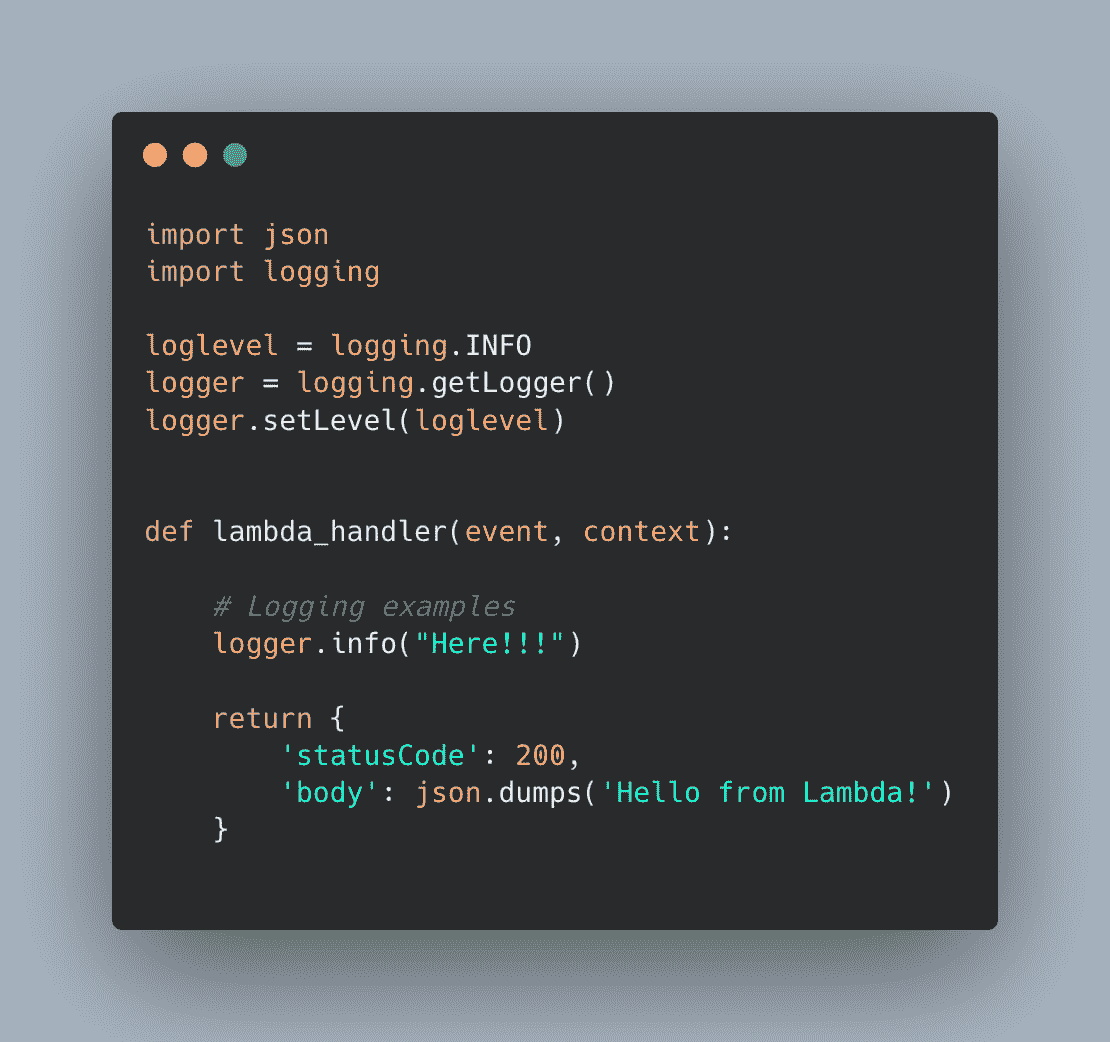 import json
import logging
loglevel = logging.INFO
logger = logging.getLogger()
logger.setLevel(loglevel)
def lambda_handler(event, context):
    # Logging examples
    logger.info("Here!!!")
    return {
        'statusCode': 200,
        'body': json.dumps('Hello from Lambda!')
    }